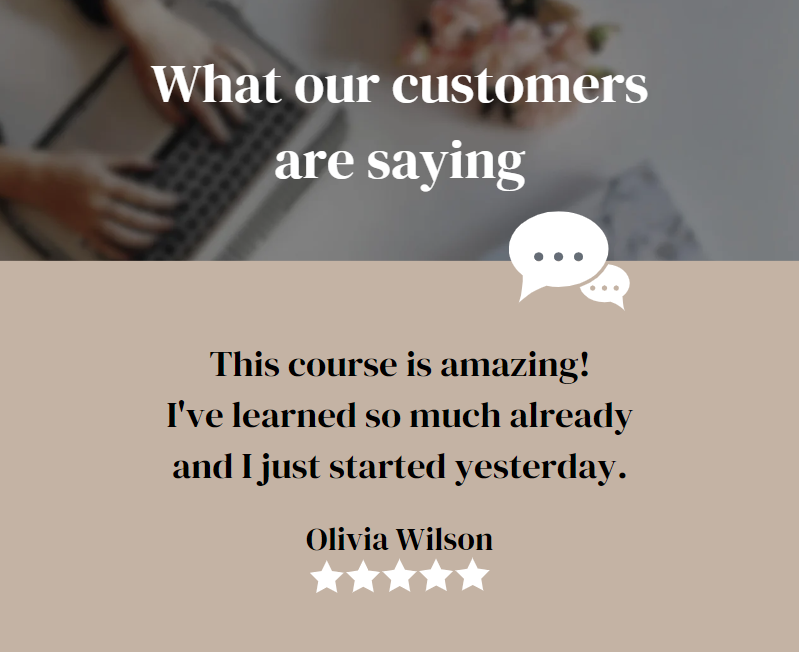 What our customers
are saying
This course is amazing!
I've learned so much already
and I just started yesterday.
Olivia Wilson